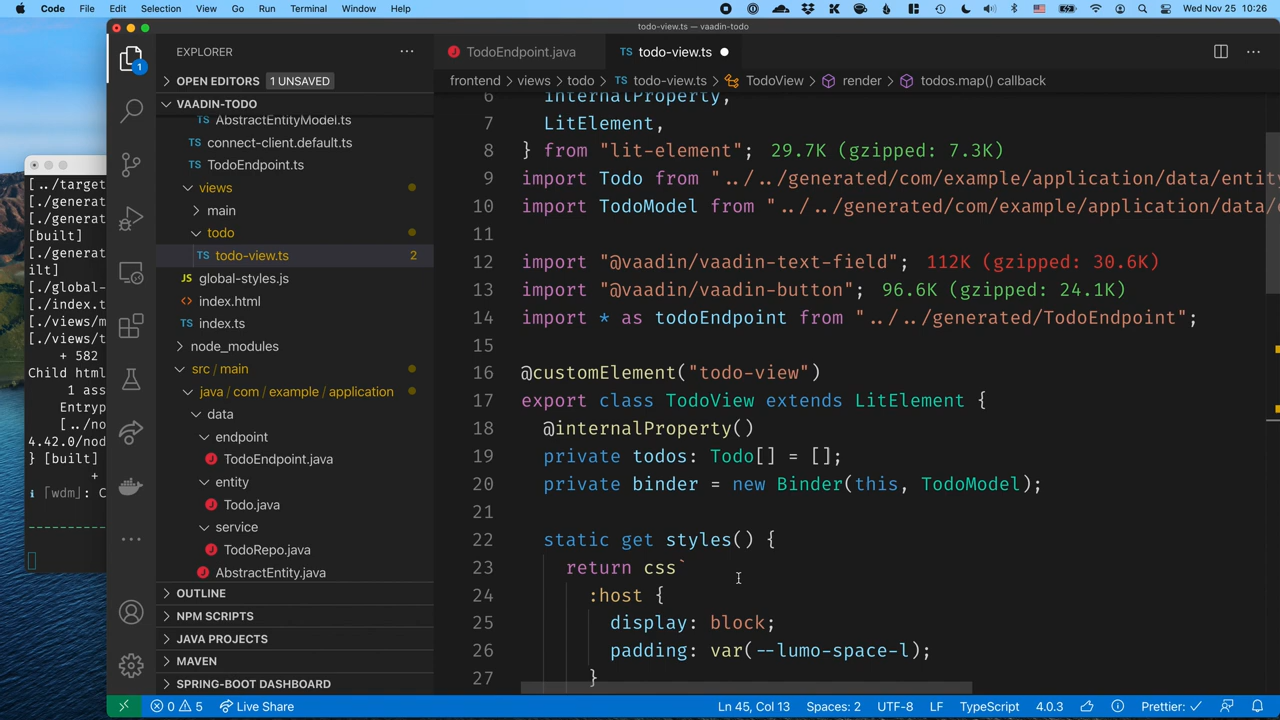 Code File Edit Selection View Go Run Terminal Window Help
Wed Nov 25 10:26
todo-view.ts — vaadin-todo
EXPLORER
OPEN EDITORS 1 UNSAVED
VAADIN-TODO
AbstractEntityModel.ts
connect-client.default.ts
TodoEndpoint.ts
views
main
todo
TS todo-view.ts 2
JS global-styles.js
<> index.html
TS index.ts
node_modules
src / main
java / com / example / application
data
endpoint
TodoEndpoint.java
entity
Todo.java
service
TodoRepo.java
AbstractEntity.java
OUTLINE
NPM SCRIPTS
JAVA PROJECTS
MAVEN
SPRING-BOOT DASHBOARD
1
TodoEndpoint.java
TS todo-view.ts
frontend > views > todo > TS todo-view.ts > TodoView > render > todos.map() callback
6 internalProperty,
7 LitElement,
8 } from "lit-element"; 29.7K (gzipped: 7.3K)
9 import Todo from "../../generated/com/example/application/data/entity
10 import TodoModel from "../../generated/com/example/application/data/
11
12 import "@vaadin/vaadin-text-field"; 112K (gzipped: 30.6K)
13 import "@vaadin/vaadin-button"; 96.6K (gzipped: 24.1K)
14 import * as todoEndpoint from "../../generated/TodoEndpoint";
15
16 @customElement("todo-view")
17 export class TodoView extends LitElement {
18 @internalProperty()
19 private todos: Todo[] = [];
20 private binder = new Binder(this, TodoModel);
21
22 static get styles() {
23 return css`
24 :host {
25 display: block;
26 padding: var(--lumo-space-l);
27 }
[../target
[./generat
[./generat
[built]
[./generat
ilt]
[./global-
[./index.t
[./views/m
[./views/t
+ 582
Child html
1 ass
Entryp
[../no
4.42.0/nod
} [built]
+
i ｢wdm｣: C
----------
0 5 Live Share
Ln 45, Col 13 Spaces: 2 UTF-8 LF TypeScript 4.0.3 Prettier: ✓